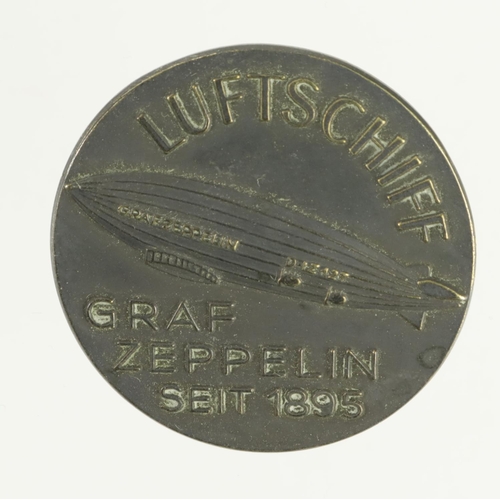 LUFTSCHIFF
GRAF ZEPPELIN
GRAF
ZEPPELIN
SEIT 1895